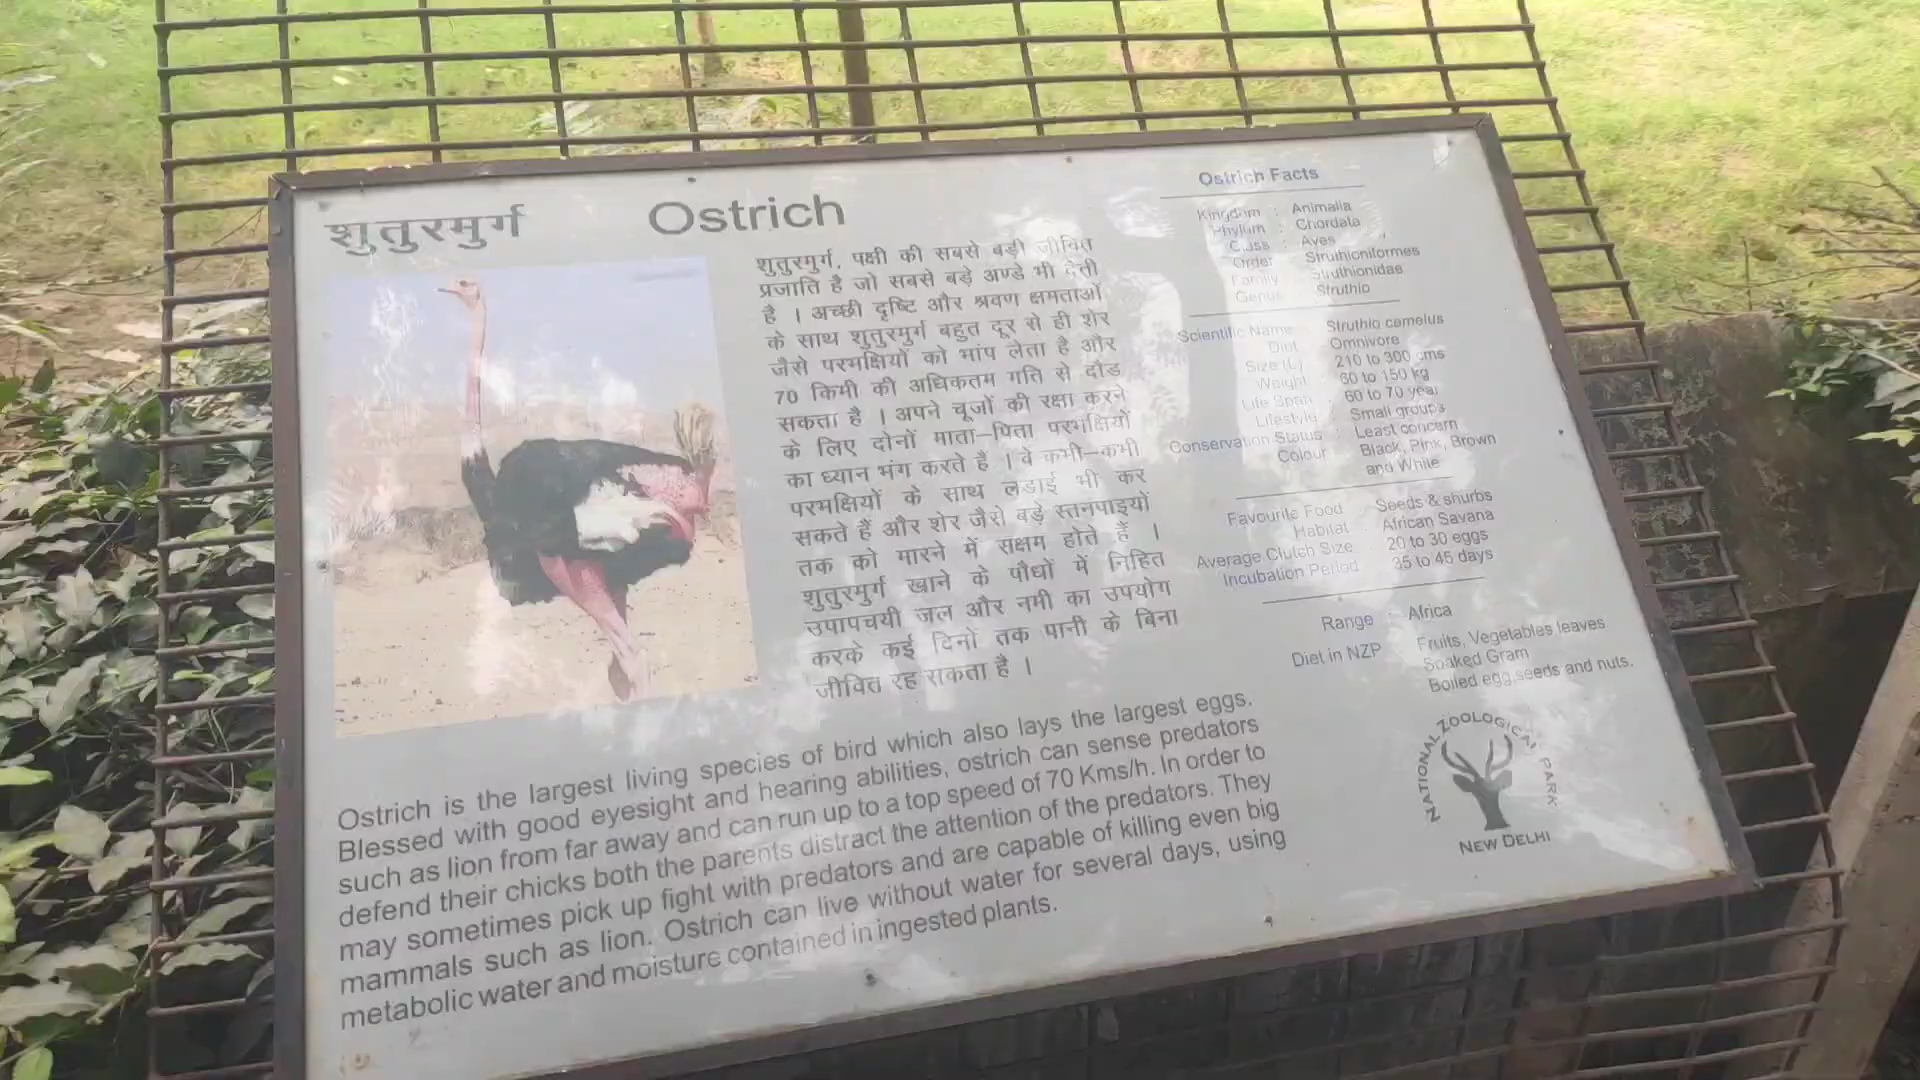 शुतुरमुर्ग
Ostrich
शुतुरमुर्ग, पक्षी की सबसे बड़ी जीवित
प्रजाति है जो सबसे बड़े अण्डे भी देती
है । अच्छी दृष्टि और श्रवण क्षमताओं
के साथ शुतुरमुर्ग बहुत दूर से ही शेर
जैसे परभक्षियों को भांप लेता है और
70 किमी की अधिकतम गति से दौड
सकता है । अपने चूजों की रक्षा करने
के लिए दोनों माता-पिता परभक्षियों
का ध्यान भंग करते हैं । वे कभी-कभी
परभक्षियों के साथ लडाई भी कर
सकते हैं और शेर जैसे बड़े स्तनपाइयों
तक को मारने में सक्षम होते हैं ।
शुतुरमुर्ग खाने के पौधों में निहित
उपापचयी जल और नमी का उपयोग
करके कई दिनों तक पानी के बिना
जीवित रह सकता है ।
Ostrich is the largest living species of bird which also lays the largest eggs.
Blessed with good eyesight and hearing abilities, ostrich can sense predators
such as lion from far away and can run up to a top speed of 70 Kms/h. In order to
defend their chicks both the parents distract the attention of the predators. They
may sometimes pick up fight with predators and are capable of killing even big
mammals such as lion. Ostrich can live without water for several days, using
metabolic water and moisture contained in ingested plants.
Ostrich Facts
Kingdom : Animalia
Phylum : Chordata
Class : Aves
Order : Struthioniformes
Family : Struthionidae
Genus : Struthio
Scientific Name : Struthio camelus
Diet : Omnivore
Size (L) : 210 to 300 cms
Weight : 60 to 150 kg
Life Span : 60 to 70 year
Lifestyle : Small groups
Conservation Status : Least concern
Colour : Black, Pink, Brown
and White
Favourite Food : Seeds & shurbs
Habitat : African Savana
Average Clutch Size : 20 to 30 eggs
Incubation Period : 35 to 45 days
Range : Africa
Diet in NZP : Fruits, Vegetables leaves
Soaked Gram
Boiled egg,seeds and nuts.
NATIONAL ZOOLOGICAL PARK
NEW DELHI